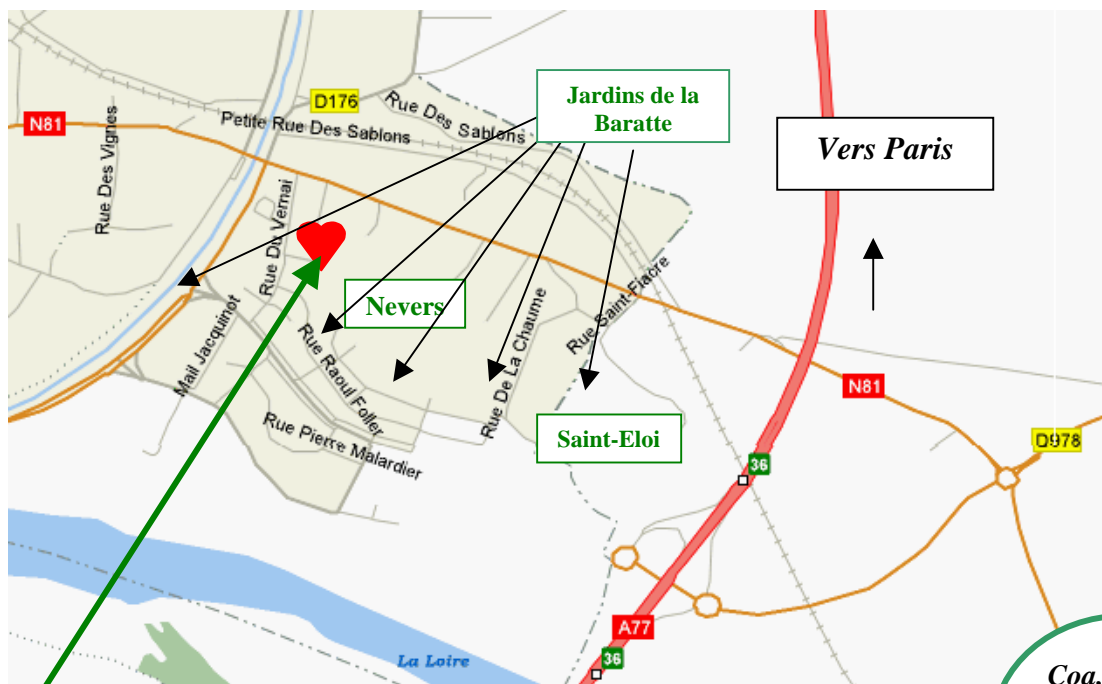 D176
Rue Des Sablons
Jardins de la
Baratte
N81
Petite Rue Des Sablons
Vers Paris
Rue Des Vignes
Rue Du Vernai
Nevers
Rue Saint-Fiacre
Mail Jacquinot
Rue Raoul Foller
Rue De La Chaume
N81
Rue Pierre Malardier
Saint-Eloi
D978
36
A77
La Loire
36
Coa,